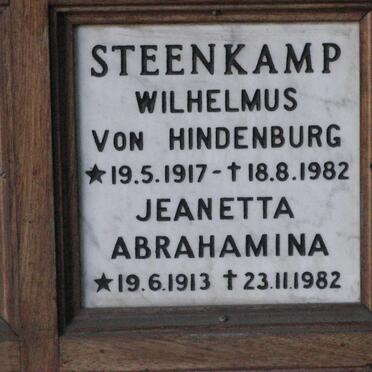 STEENKAMP
WILHELMUS
VON HINDENBURG
★19.5.1917-†18.8.1982
JEANETTA
ABRAHAMINA
★19.6.1913 †23.11.1982